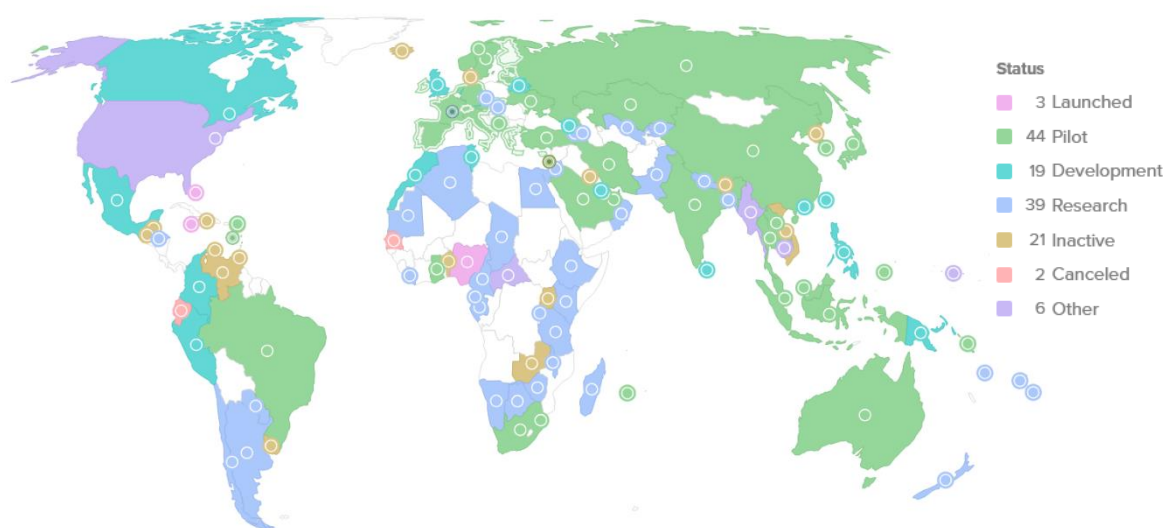 Status
3 Launched
44 Pilot
19 Development
39 Research
21 Inactive
2 Canceled
6 Other